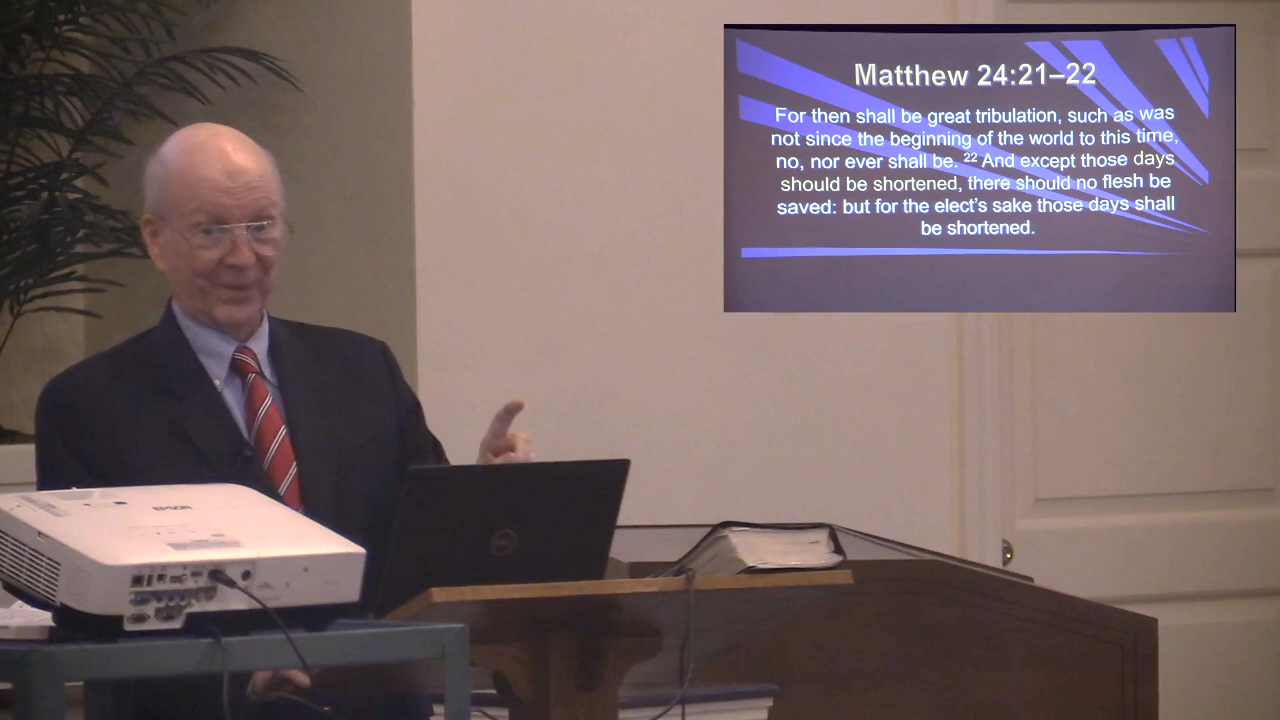 Matthew 24:21–22
For then shall be great tribulation, such as was
not since the beginning of the world to this time,
no, nor ever shall be. ²² And except those days
should be shortened, there should no flesh be
saved: but for the elect's sake those days shall
be shortened.
EPSON
DELL